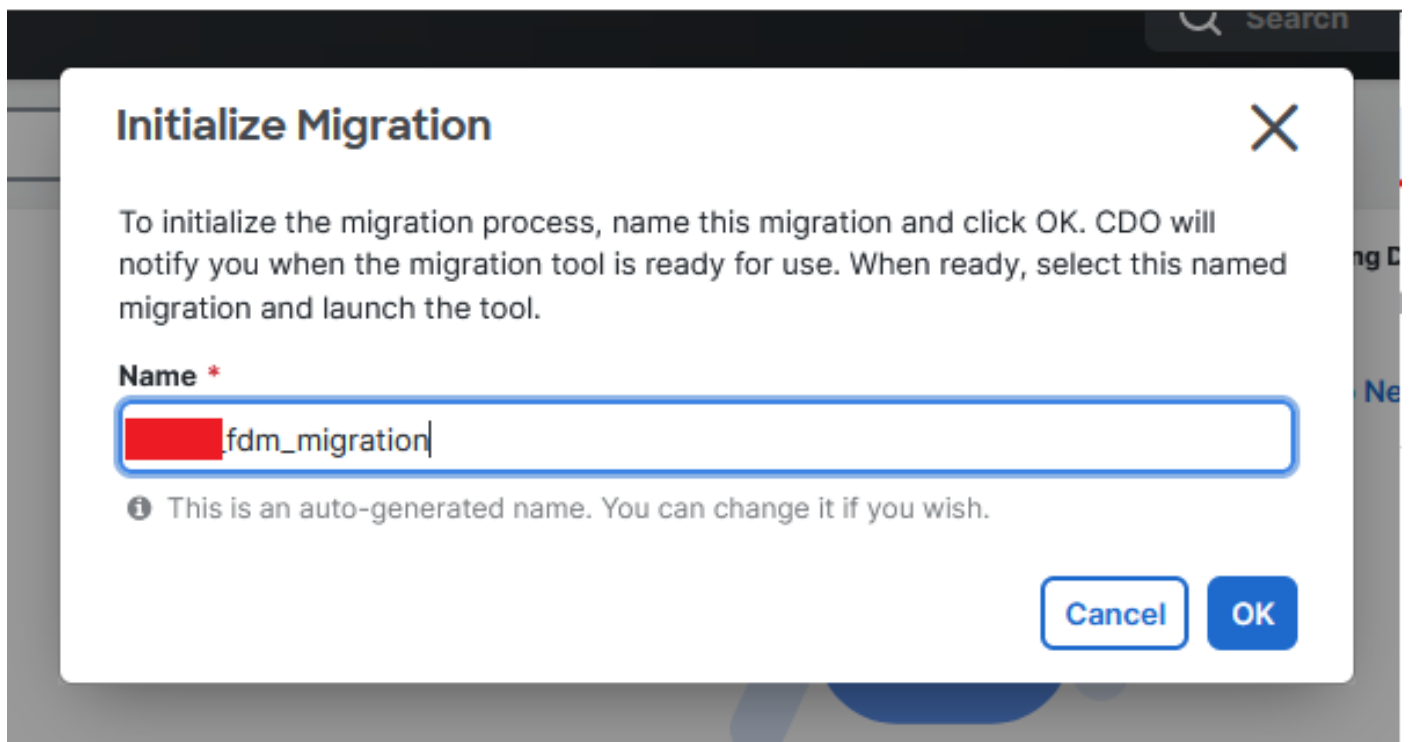 Search
Initialize Migration
To initialize the migration process, name this migration and click OK. CDO will
notify you when the migration tool is ready for use. When ready, select this named
migration and launch the tool.
Name *
_fdm_migration
This is an auto-generated name. You can change it if you wish.
Cancel OK